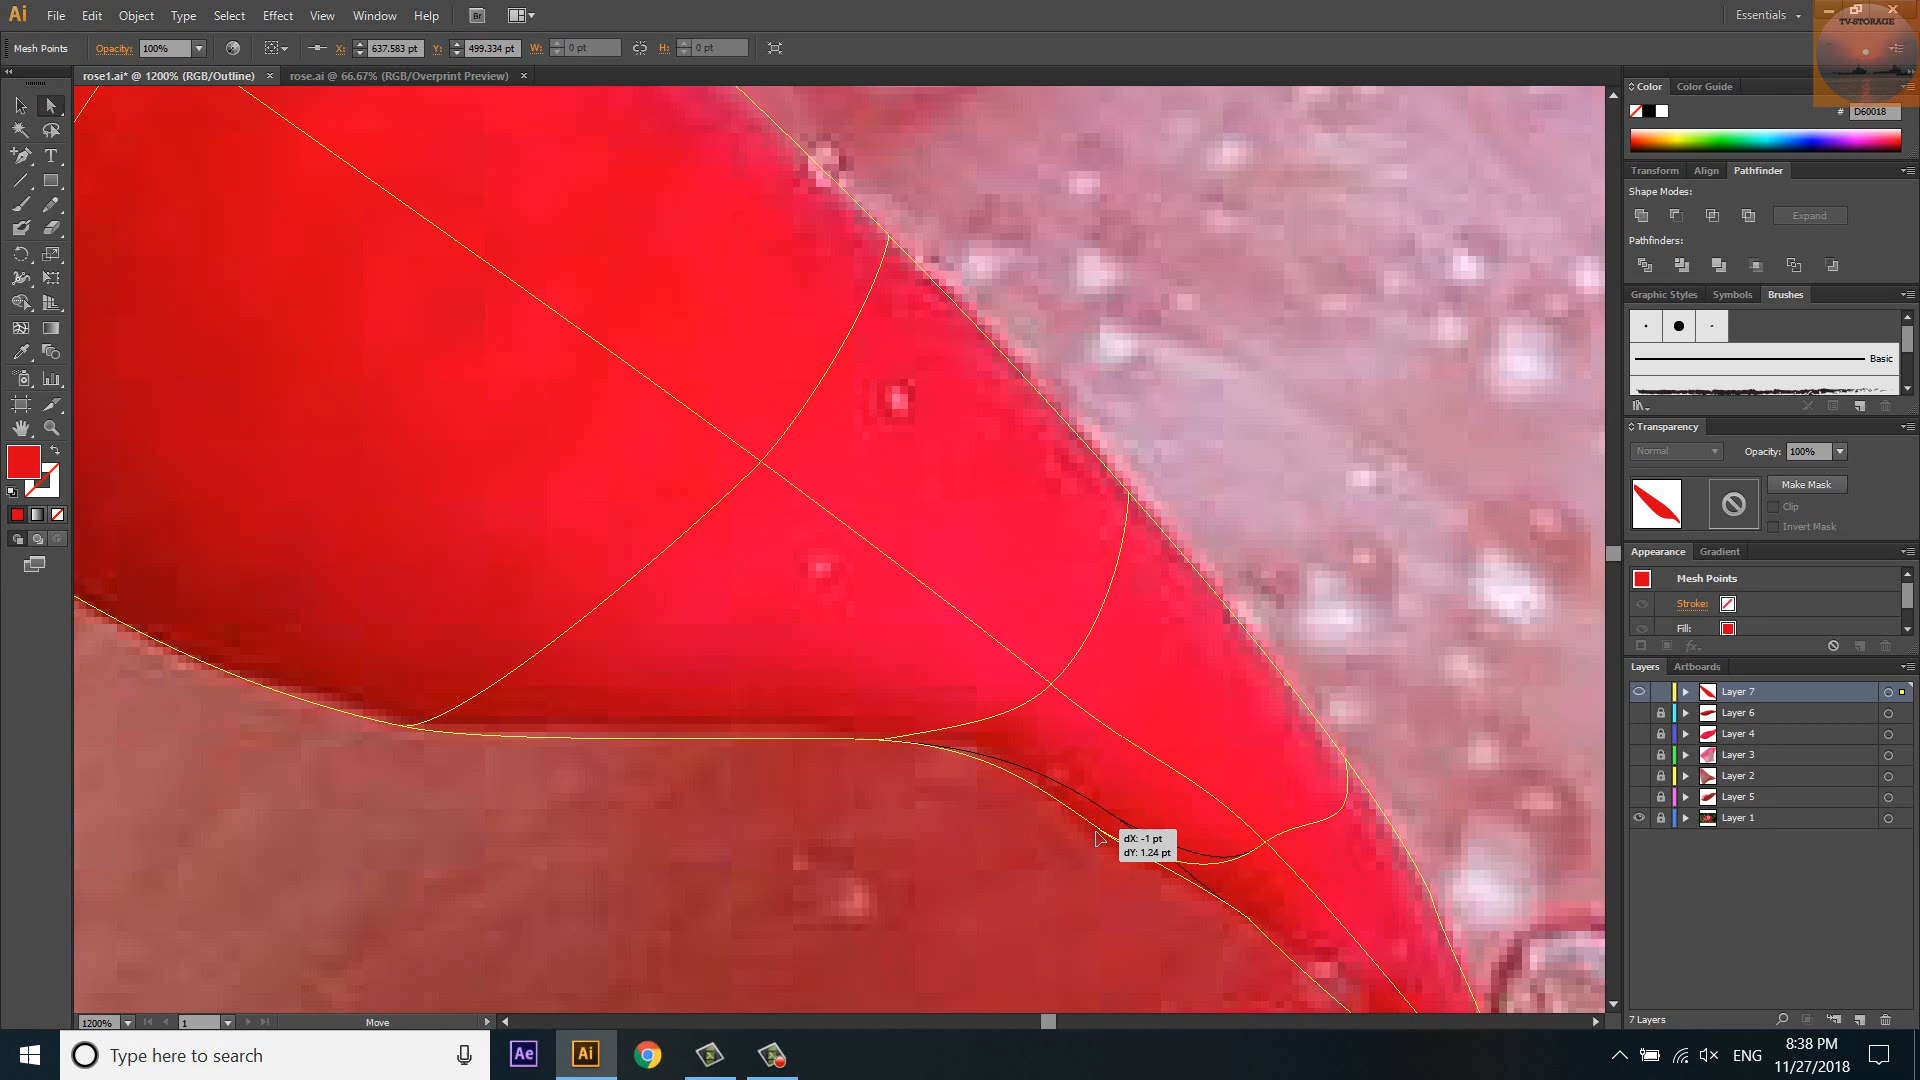 Ai File Edit Object Type Select Effect View Window Help Br Essentials
TV-STORAGE
Mesh Points Opacity: 100% X: 637.583 pt Y: 499.334 pt W: 0 pt H: 0 pt
rose1.ai* @ 1200% (RGB/Outline) × rose.ai @ 66.67% (RGB/Overprint Preview) ×
Color Color Guide
# D60018
Transform Align Pathfinder
Shape Modes:
Expand
Pathfinders:
Graphic Styles Symbols Brushes
Basic
Transparency
Normal Opacity: 100%
Make Mask
Clip
Invert Mask
Appearance Gradient
Mesh Points
Stroke:
Fill:
fx
Layers Artboards
Layer 7
Layer 6
Layer 4
Layer 3
Layer 2
Layer 5
Layer 1
dX: -1 pt
dY: 1.24 pt
1200% 1 Move
7 Layers
Type here to search
Ae Ai
ENG
8:38 PM
11/27/2018